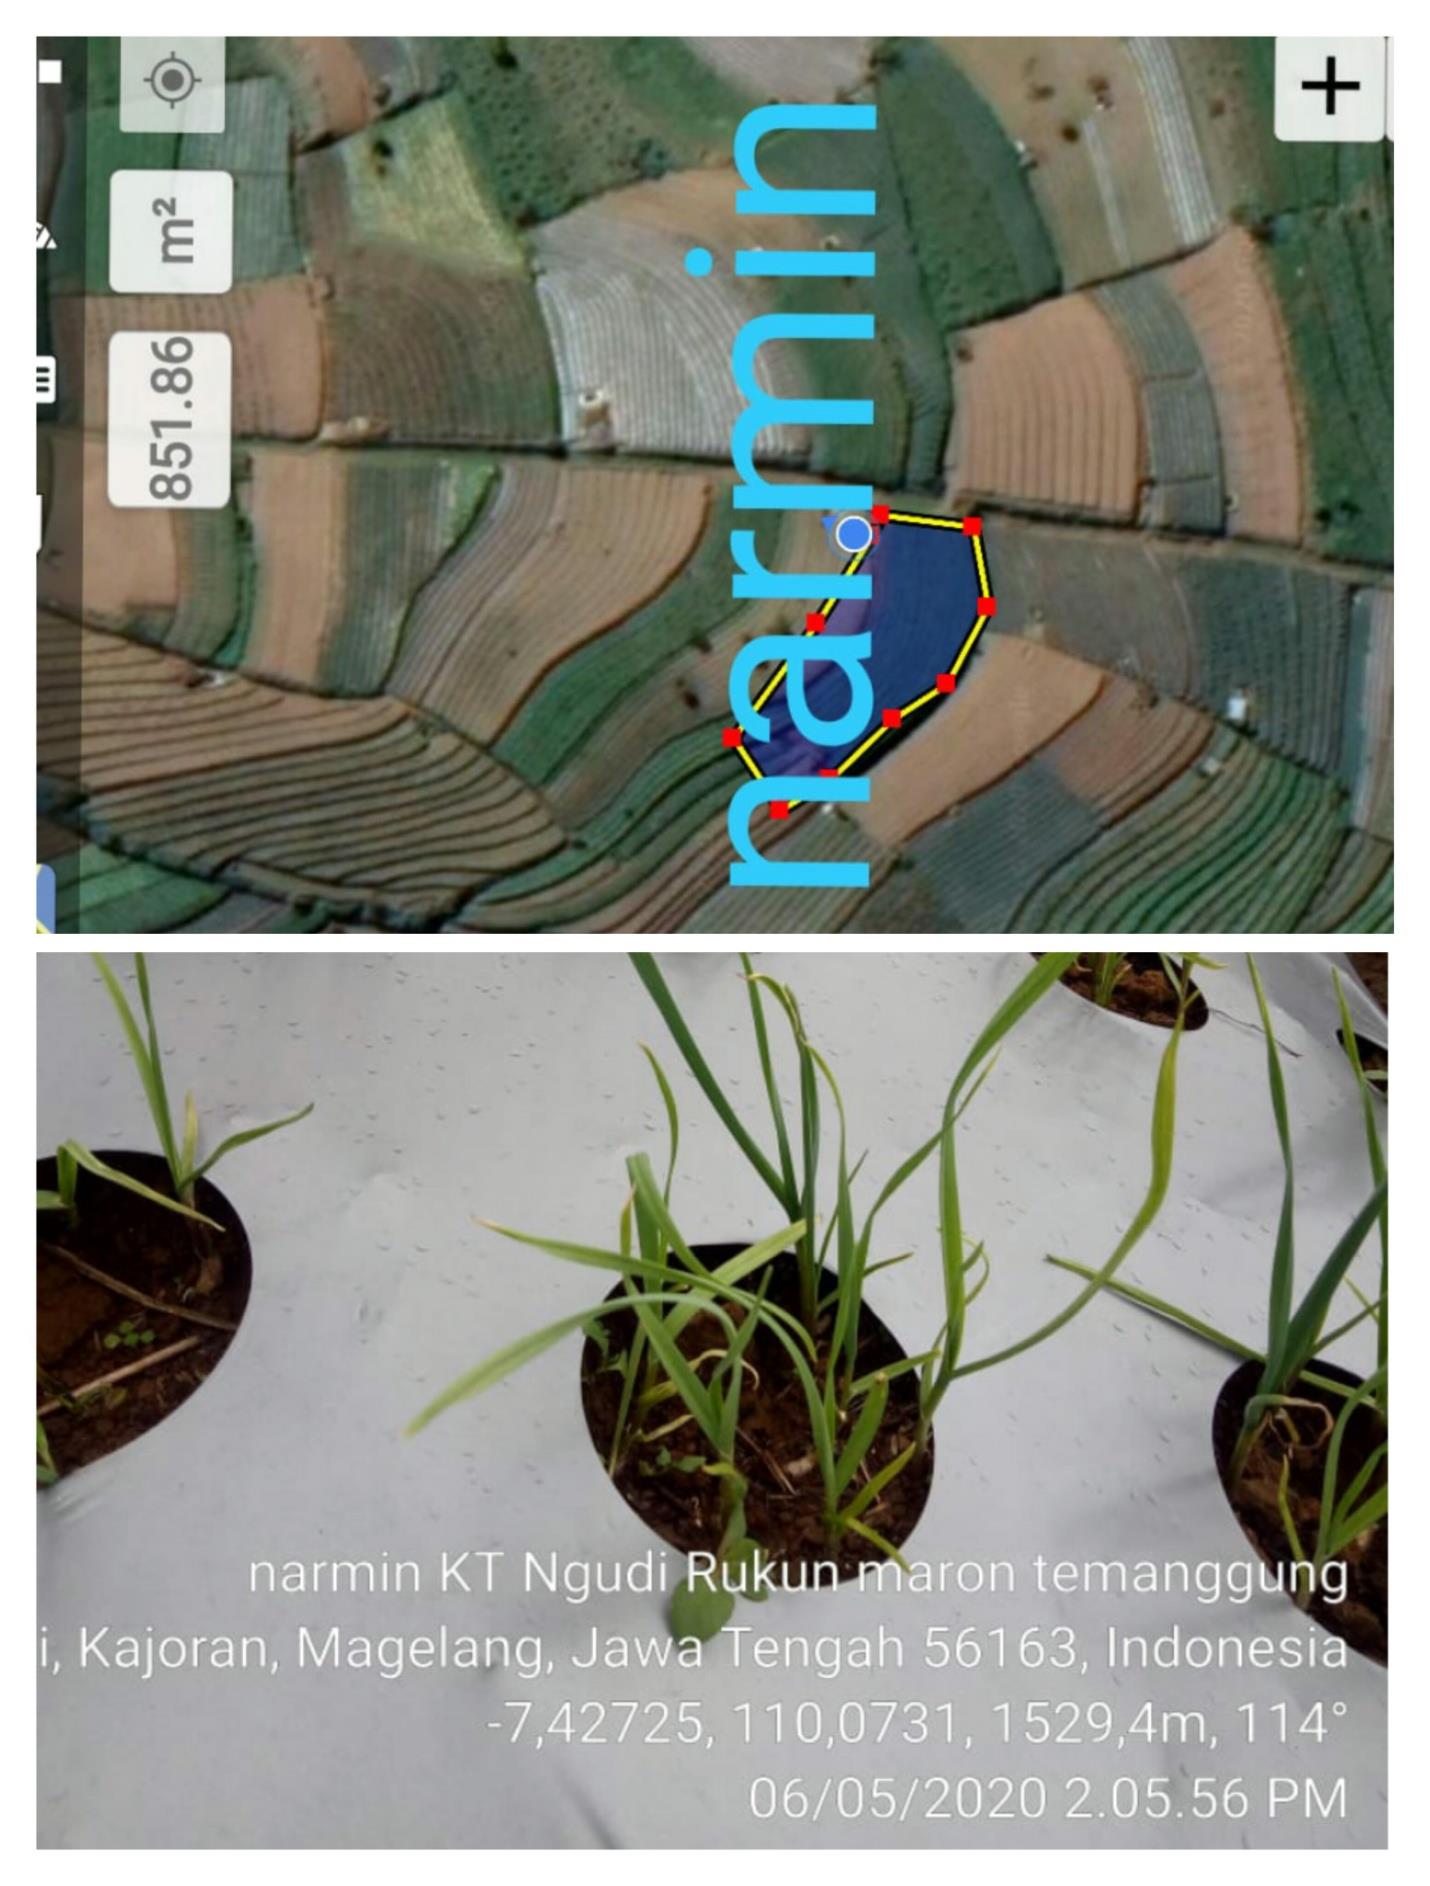 851.86 m²
narmin
narmin KT Ngudi Rukun maron temanggung
i, Kajoran, Magelang, Jawa Tengah 56163, Indonesia
-7,42725, 110,0731, 1529,4m, 114°
06/05/2020 2.05.56 PM